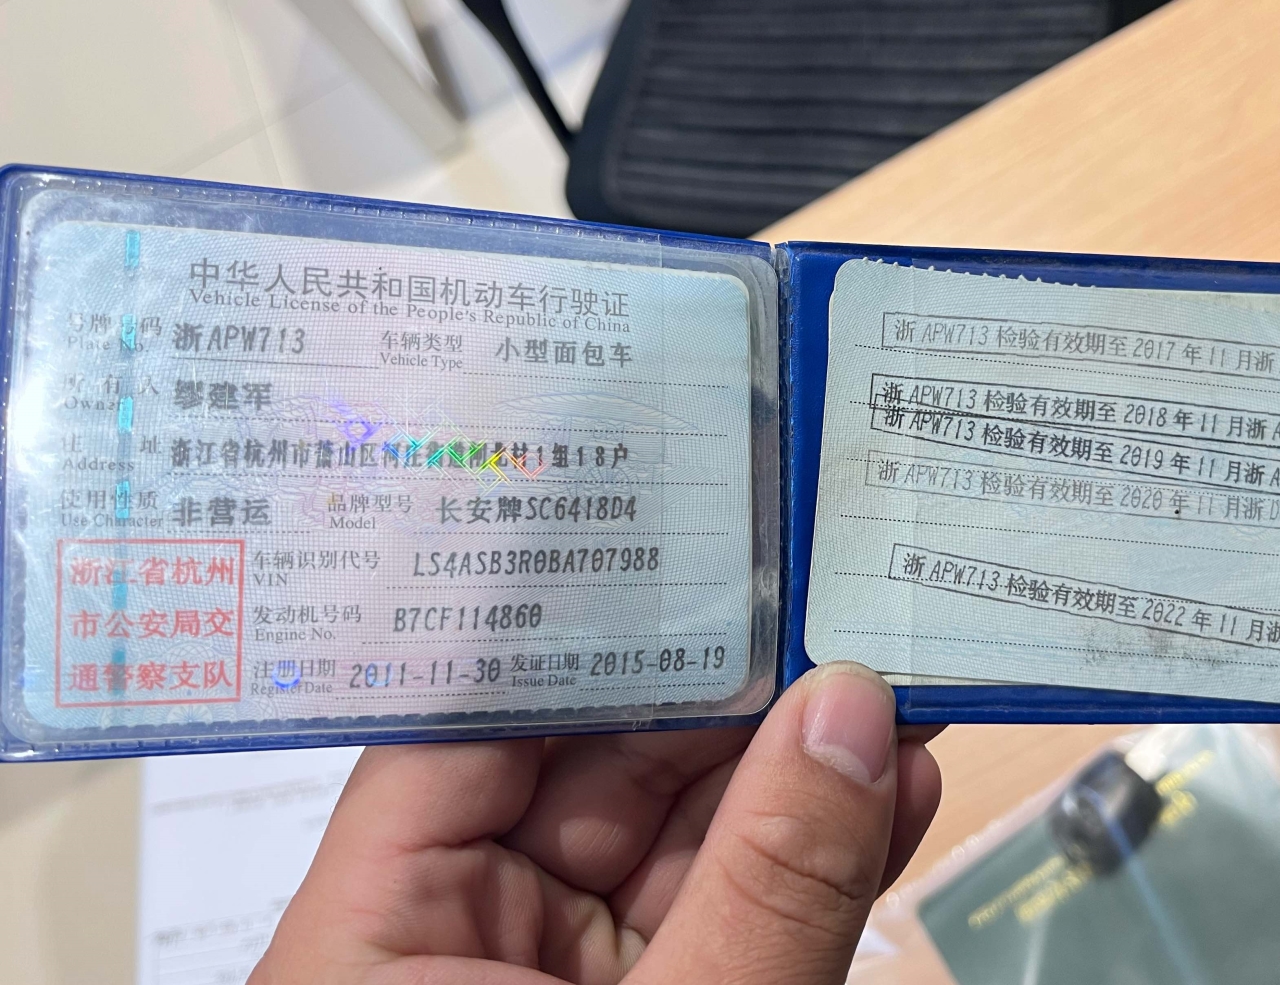 中华人民共和国机动车行驶证
Vehicle License of the People's Republic of China
号牌号码 浙APW713 车辆类型 小型面包车
Plate No. Vehicle Type
所有人 缪建军
Owner
住址 浙江省杭州市萧山区 1组18户
Address
使用性质 非营运 品牌型号 长安牌SC6418D4
Use Character Model
浙江省杭州
市公安局交
通警察支队
车辆识别代号 LS4ASB3R0BA707988
VIN
发动机号码 B7CF114860
Engine No.
注册日期 2011-11-30 发证日期 2015-08-19
Register Date Issue Date
浙APW713检验有效期至2017年11月浙
浙APW713检验有效期至2018年11月浙A
浙APW713检验有效期至2019年11月浙A
浙APW713检验有效期至2020年11月浙
浙APW713检验有效期至2022年11月浙